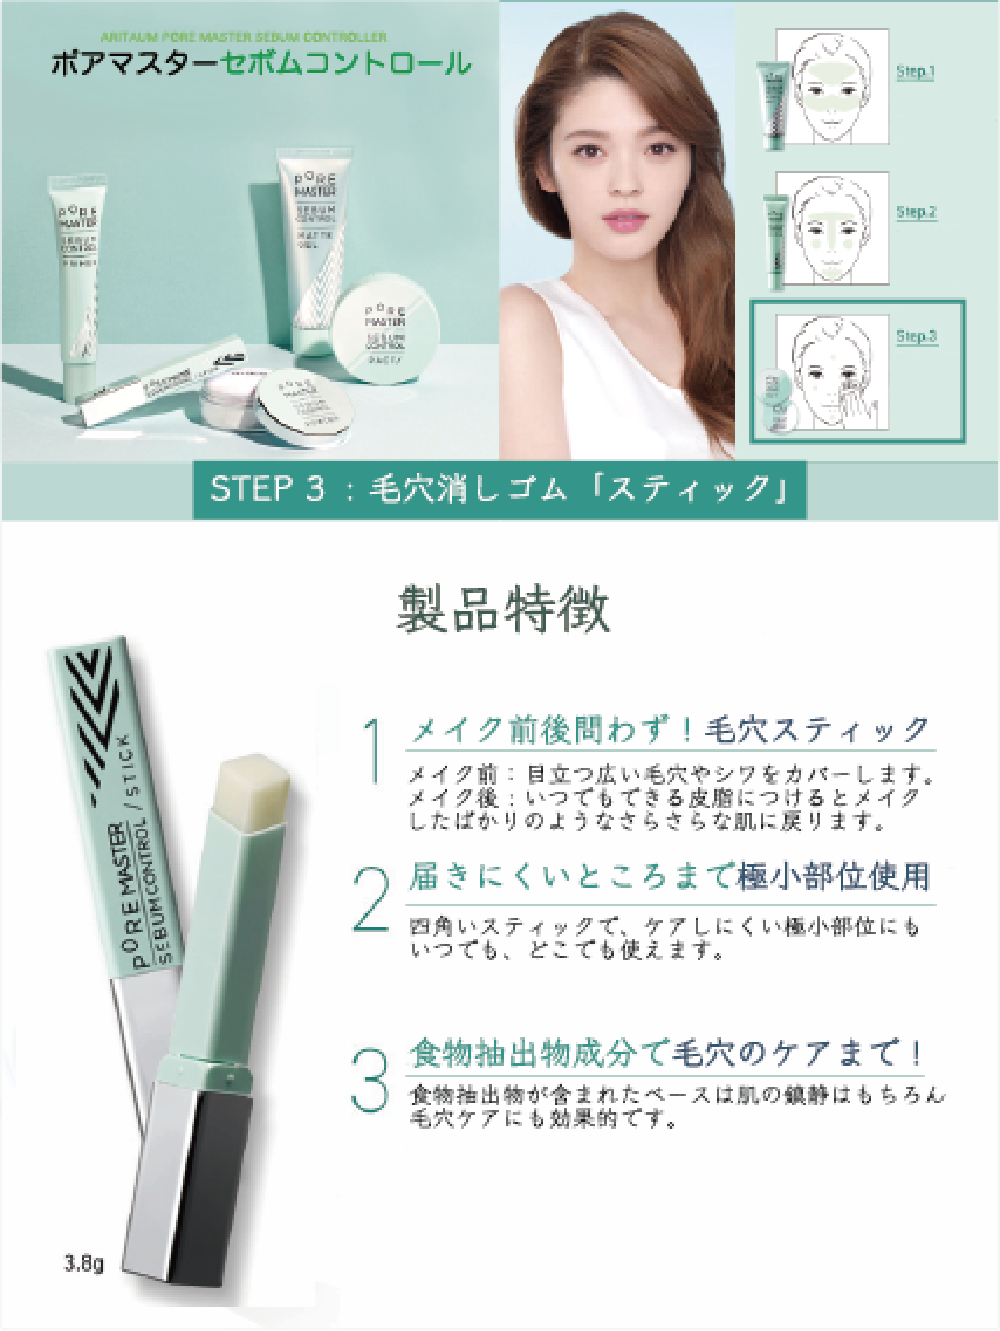 ARITAUM PORE MASTER SEBUM CONTROLLER
ポアマスターセボムコントロール
PORE
MASTER
SEBUM
CONTROL
PORE
MASTER
SEBUM
CONTROL
MATTE
GEL
PORE
MASTER
SEBUM
CONTROL
PORE
MASTER
Step.1
Step.2
Step.3
STEP 3 : 毛穴消しゴム「スティック」
製品特徴
PORE MASTER
SEBUMCONTROL / STICK
1 メイク前後問わず！毛穴スティック
メイク前：目立つ広い毛穴やシワをカバーします。
メイク後：いつでもできる皮脂につけるとメイク
したばかりのようなさらさらな肌に戻ります。
2 届きにくいところまで極小部位使用
四角いスティックで、ケアしにくい極小部位にも
いつでも、どこでも使えます。
3 食物抽出物成分で毛穴のケアまで！
食物抽出物が含まれたベースは肌の鎮静はもちろん
毛穴ケアにも効果的です。
3.8g